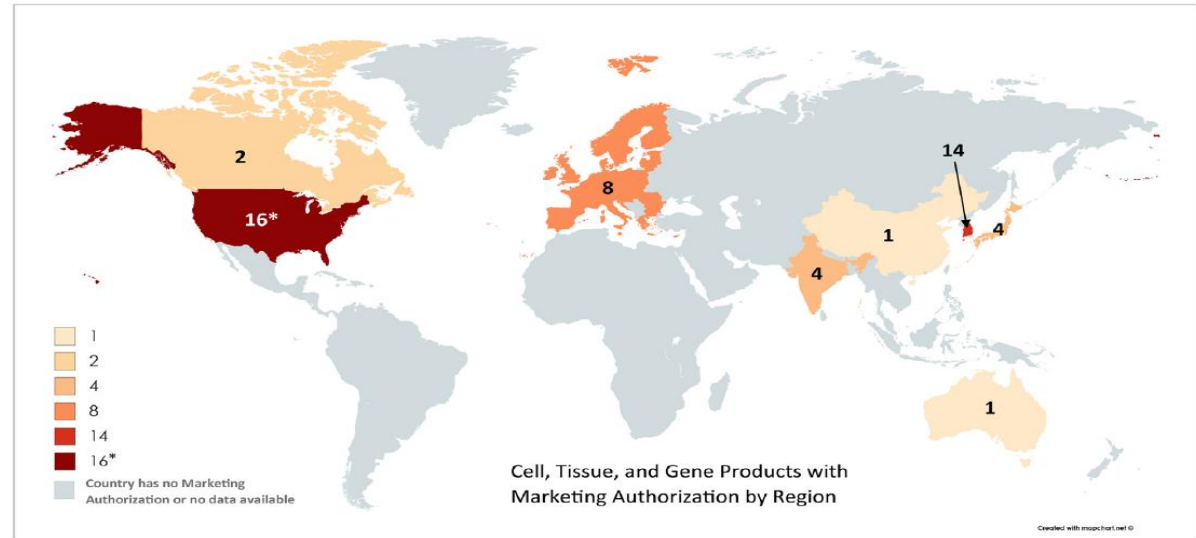 14
2
8
16*
1
4
4
1
1
2
4
8
14
16*
Country has no Marketing
Authorization or no data available
Cell, Tissue, and Gene Products with
Marketing Authorization by Region
Created with mapchart.net ©